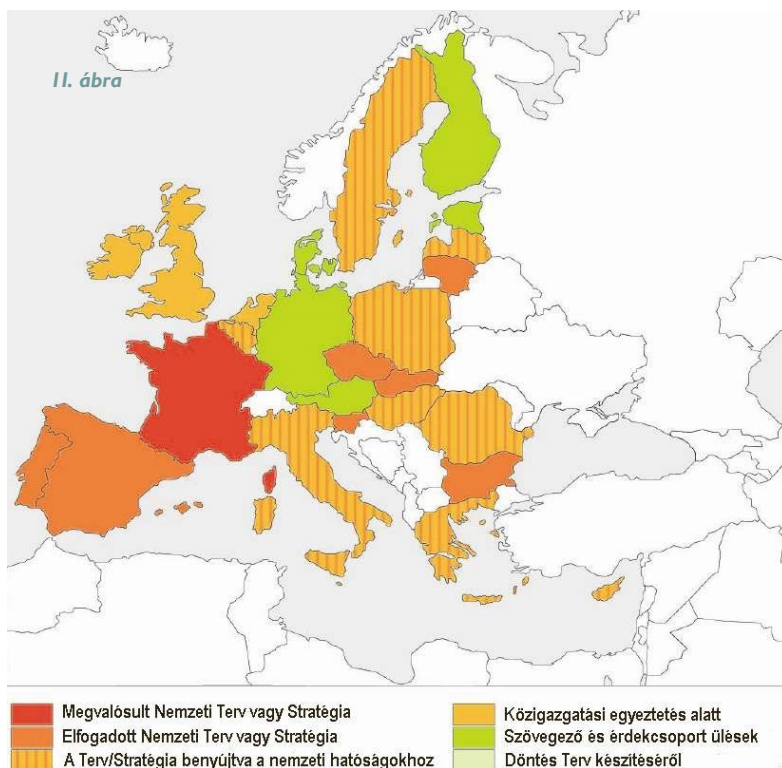 11. ábra
Megvalósult Nemzeti Terv vagy Stratégia
Elfogadott Nemzeti Terv vagy Stratégia
A Terv/Stratégia benyújtva a nemzeti hatóságokhoz
Közigazgatási egyeztetés alatt
Szövegező és érdekcsoport ülések
Döntés Terv készítéséről